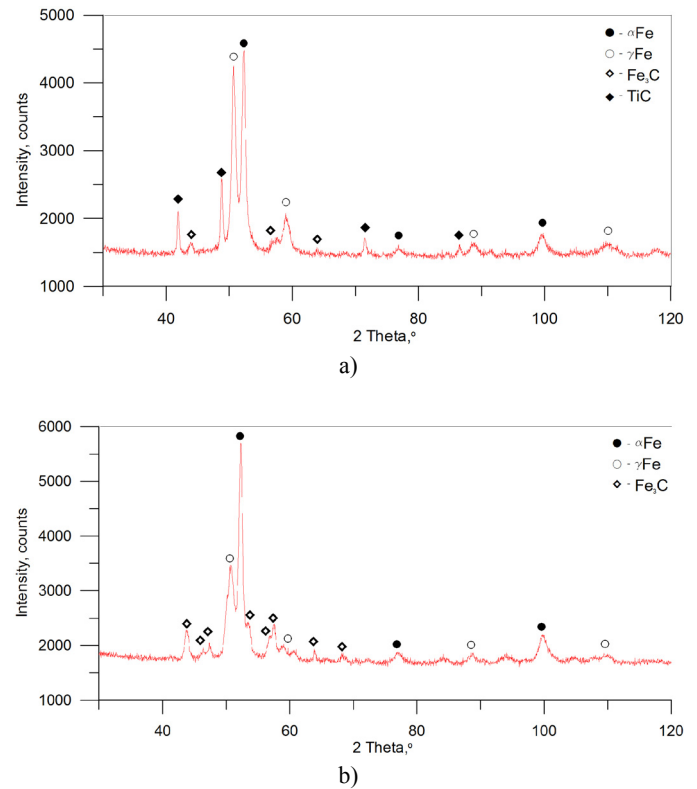 5000
4000
3000
2000
1000
Intensity, counts
- αFe
- γFe
- Fe₃C
- TiC
40 60 80 100 120
2 Theta,°
a)
6000
5000
4000
3000
2000
1000
Intensity, counts
- αFe
- γFe
- Fe₃C
40 60 80 100 120
2 Theta,°
b)